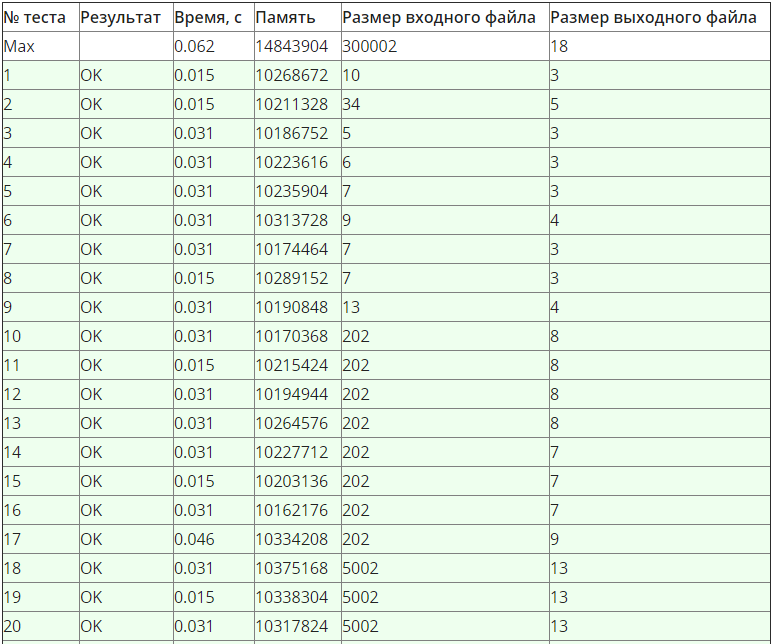 № теста Результат Время, с Память Размер входного файла Размер выходного файла
Max 0.062 14843904 300002 18
1 OK 0.015 10268672 10 3
2 OK 0.015 10211328 34 5
3 OK 0.031 10186752 5 3
4 OK 0.031 10223616 6 3
5 OK 0.031 10235904 7 3
6 OK 0.031 10313728 9 4
7 OK 0.031 10174464 7 3
8 OK 0.015 10289152 7 3
9 OK 0.031 10190848 13 4
10 OK 0.031 10170368 202 8
11 OK 0.015 10215424 202 8
12 OK 0.031 10194944 202 8
13 OK 0.031 10264576 202 8
14 OK 0.031 10227712 202 7
15 OK 0.015 10203136 202 7
16 OK 0.031 10162176 202 7
17 OK 0.046 10334208 202 9
18 OK 0.031 10375168 5002 13
19 OK 0.015 10338304 5002 13
20 OK 0.031 10317824 5002 13